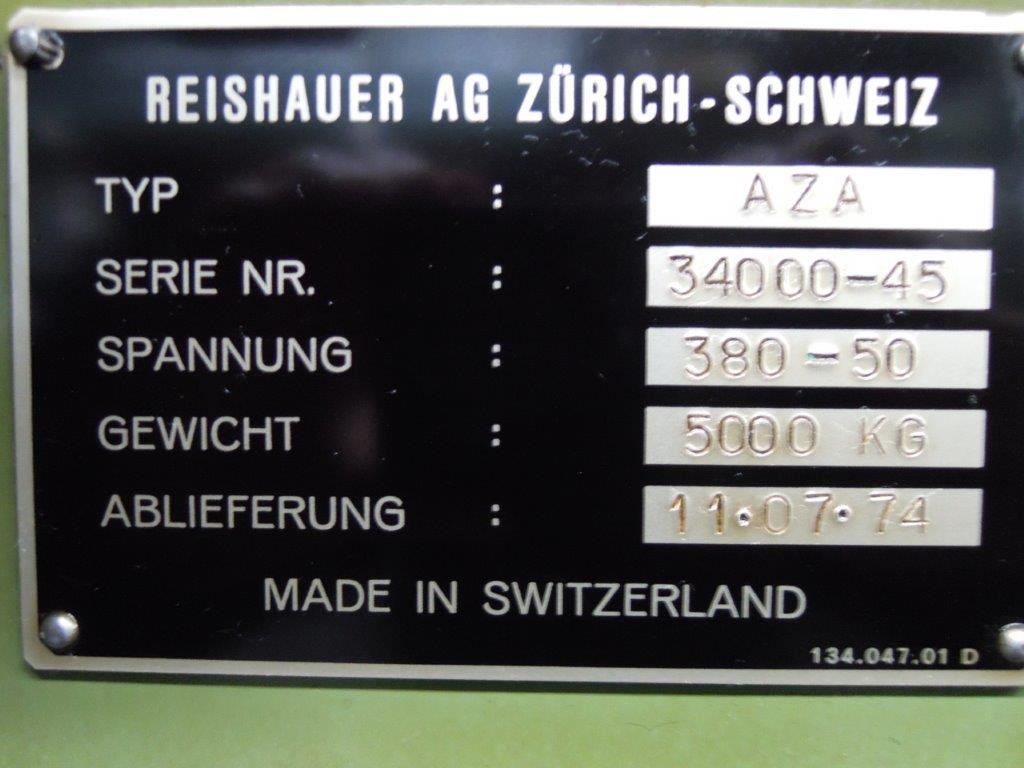 REISHAUER AG ZÜRICH-SCHWEIZ
TYP : AZA
SERIE NR. : 34000-45
SPANNUNG : 380-50
GEWICHT : 5000 KG
ABLIEFERUNG : 11.07.74
MADE IN SWITZERLAND
134.047.01 D